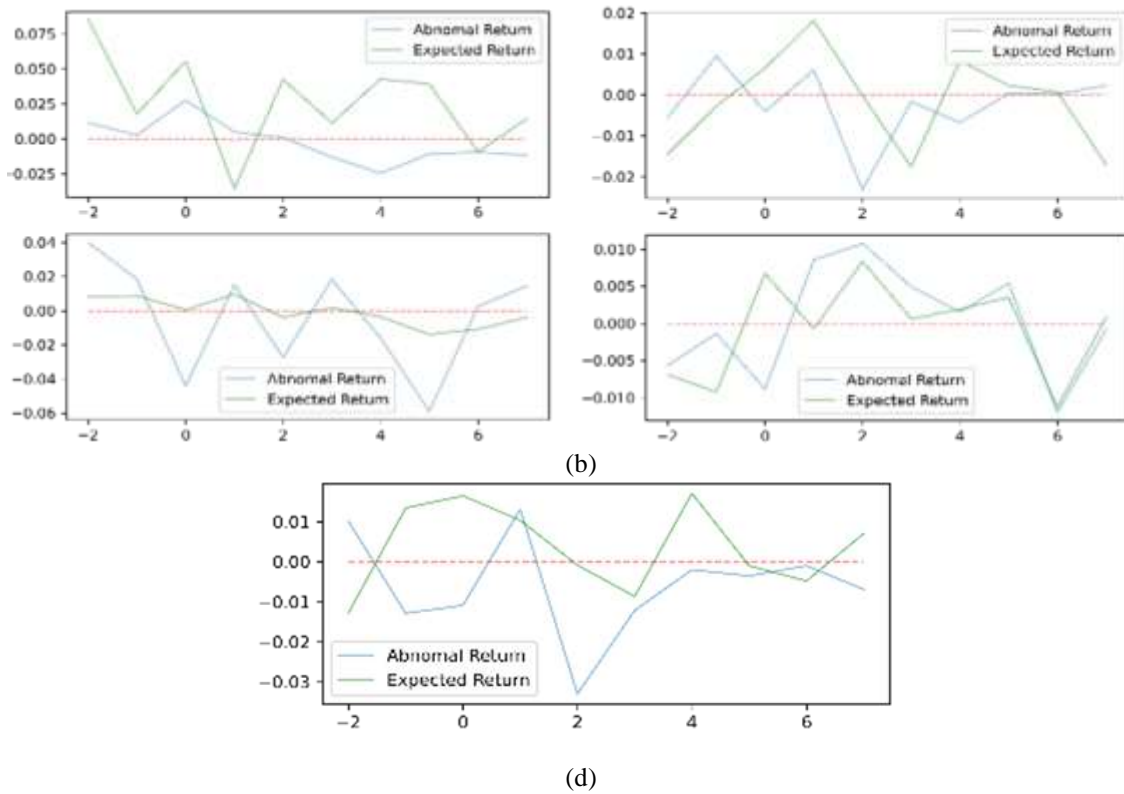 Abnomal Return
Expected Return
0.075
0.050
0.025
0.000
−0.025
−2 0 2 4 6
Abnomal Return
Expected Return
0.02
0.01
0.00
−0.01
−0.02
−2 0 2 4 6
0.04
0.02
0.00
−0.02
−0.04
−0.06
Abnomal Return
Expected Return
−2 0 2 4 6
0.010
0.005
0.000
−0.005
−0.010
Abnomal Return
Expected Return
−2 0 2 4 6
(b)
0.01
0.00
−0.01
−0.02
−0.03
Abnomal Return
Expected Return
−2 0 2 4 6
(d)